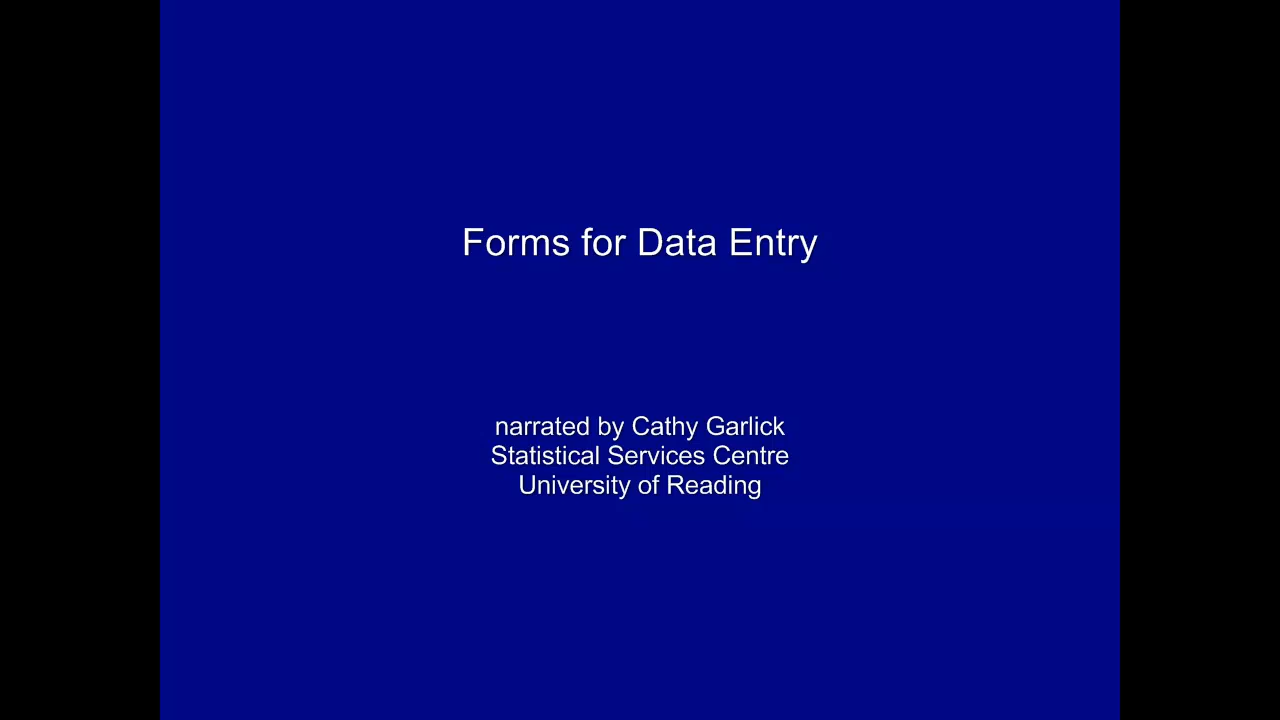 Forms for Data Entry
narrated by Cathy Garlick
Statistical Services Centre
University of Reading